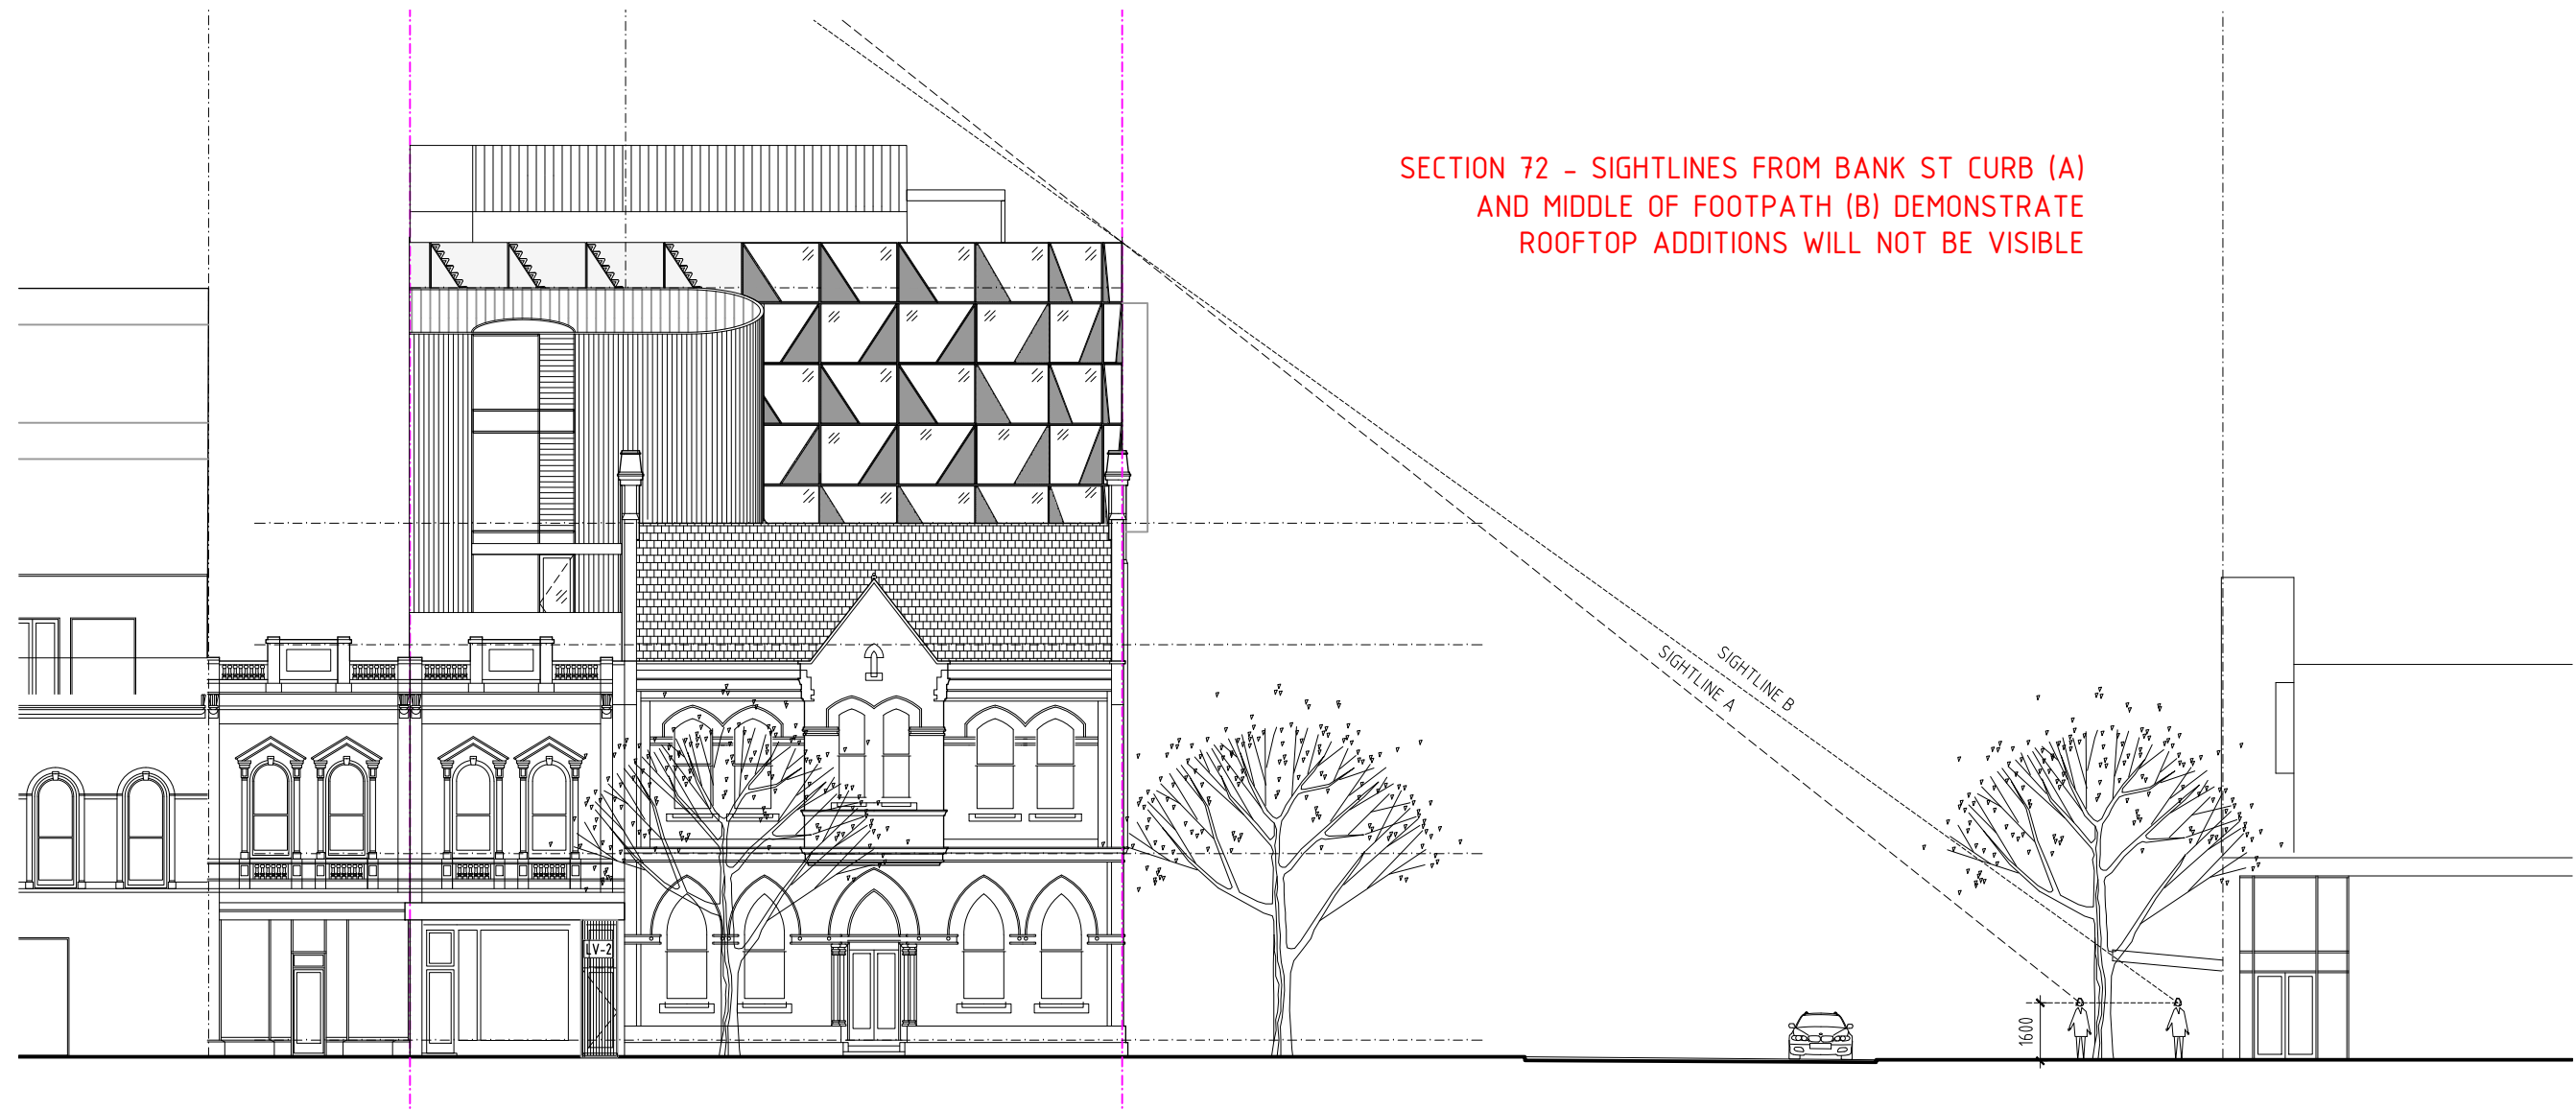 SECTION 72 - SIGHTLINES FROM BANK ST CURB (A)
AND MIDDLE OF FOOTPATH (B) DEMONSTRATE
ROOFTOP ADDITIONS WILL NOT BE VISIBLE
SIGHTLINE A
SIGHTLINE B
LV-2
1600